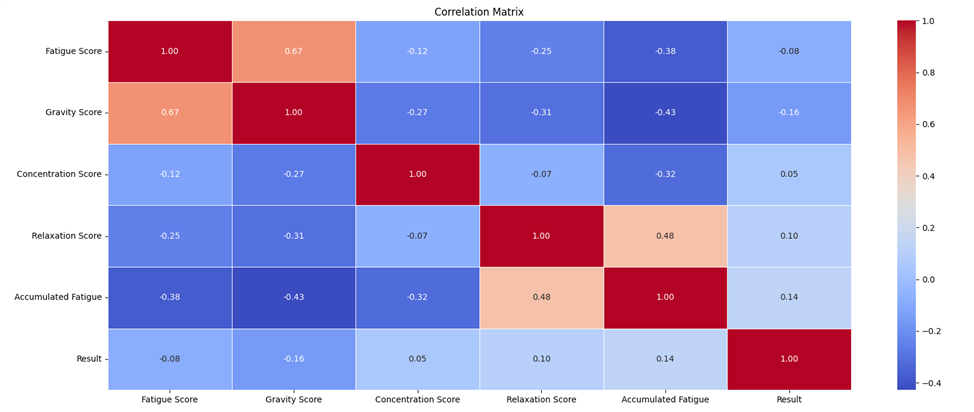 Correlation Matrix
Fatigue Score 1.00 0.67 -0.12 -0.25 -0.38 -0.08
Gravity Score 0.67 1.00 -0.27 -0.31 -0.43 -0.16
Concentration Score -0.12 -0.27 1.00 -0.07 -0.32 0.05
Relaxation Score -0.25 -0.31 -0.07 1.00 0.48 0.10
Accumulated Fatigue -0.38 -0.43 -0.32 0.48 1.00 0.14
Result -0.08 -0.16 0.05 0.10 0.14 1.00
Fatigue Score Gravity Score Concentration Score Relaxation Score Accumulated Fatigue Result
1.0
0.8
0.6
0.4
0.2
0.0
−0.2
−0.4